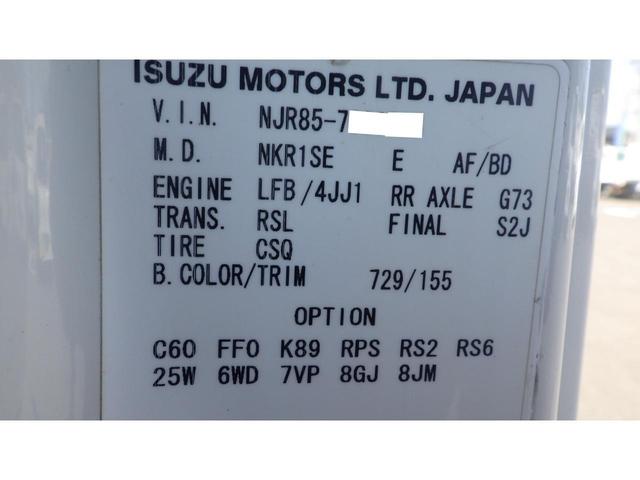 ISUZU MOTORS LTD. JAPAN
V.I.N. NJR85-7
M.D. NKR1SE E AF/BD
ENGINE LFB/4JJ1 RR AXLE G73
TRANS. RSL FINAL S2J
TIRE CSQ
B.COLOR/TRIM 729/155
OPTION
C60 FF0 K89 RPS RS2 RS6
25W 6WD 7VP 8GJ 8JM